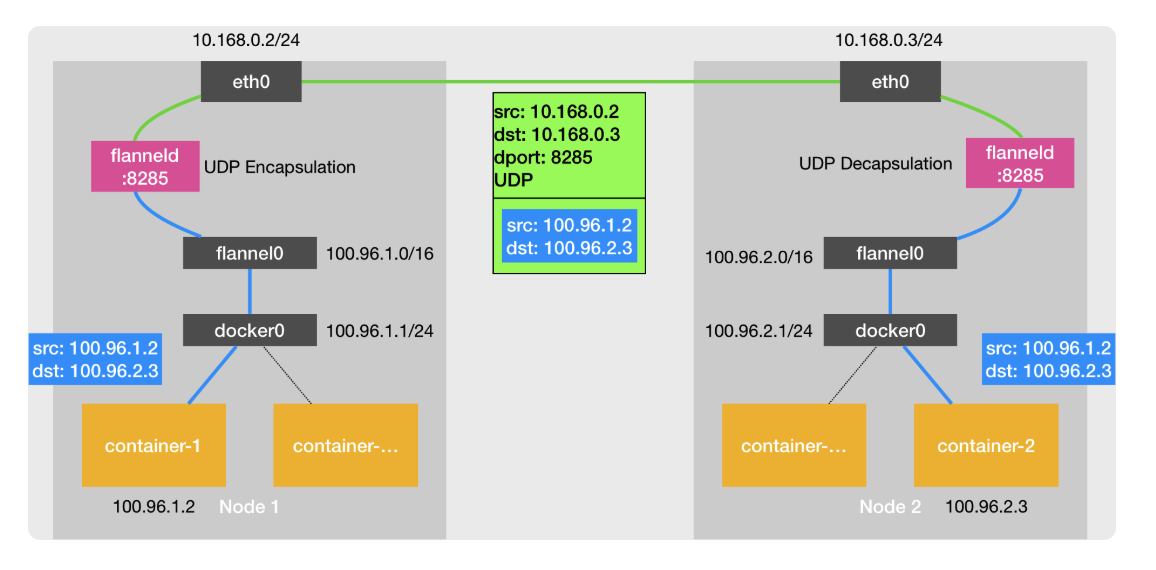 10.168.0.2/24
10.168.0.3/24
eth0
eth0
src: 10.168.0.2
dst: 10.168.0.3
dport: 8285
UDP
flanneld
:8285
UDP Encapsulation
UDP Decapsulation
flanneld
:8285
src: 100.96.1.2
dst: 100.96.2.3
flannel0
100.96.1.0/16
100.96.2.0/16
flannel0
docker0
100.96.1.1/24
100.96.2.1/24
docker0
src: 100.96.1.2
dst: 100.96.2.3
src: 100.96.1.2
dst: 100.96.2.3
container-1
container-...
container-...
container-2
100.96.1.2
Node 1
Node 2
100.96.2.3